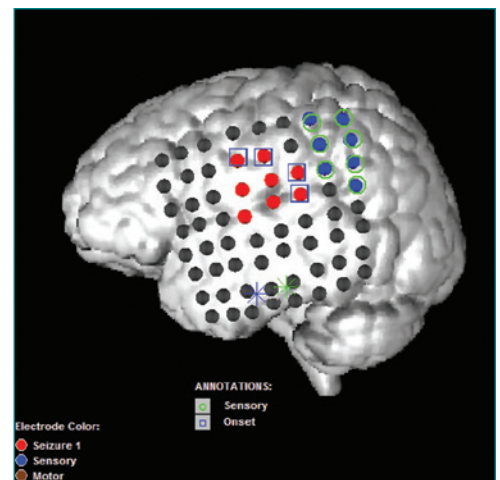 ANNOTATIONS:
Sensory
Onset
Electrode Color:
Seizure 1
Sensory
Motor